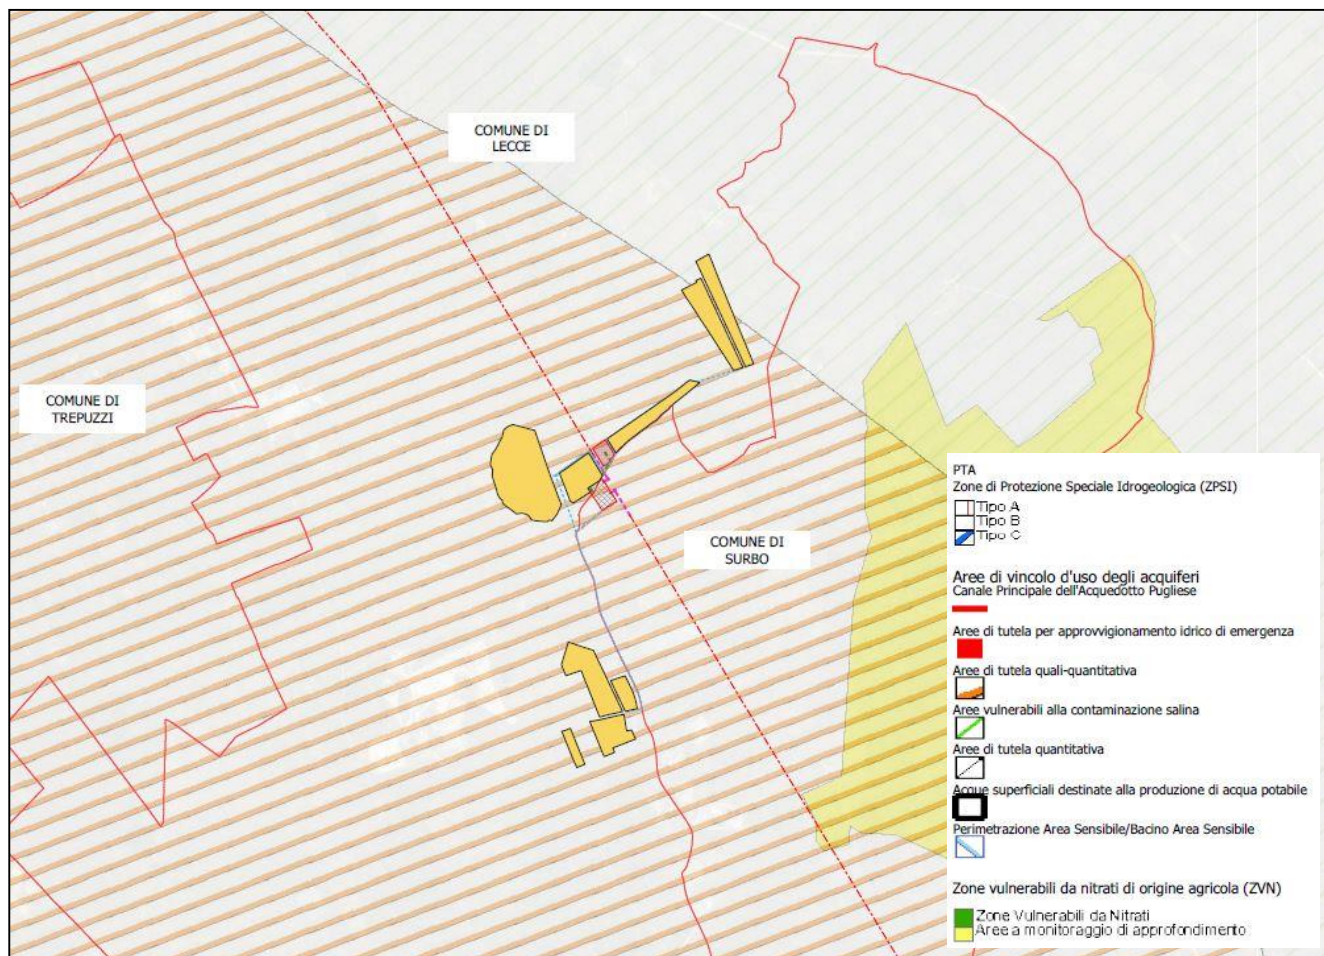 COMUNE DI
LECCE
COMUNE DI
TREPUZZI
COMUNE DI
SURBO
PTA
Zone di Protezione Speciale Idrogeologica (ZPSI)
Tipo A
Tipo B
Tipo C
Aree di vincolo d'uso degli acquiferi
Canale Principale dell'Acquedotto Pugliese
Aree di tutela per approvvigionamento idrico di emergenza
Aree di tutela quali-quantitativa
Aree vulnerabili alla contaminazione salina
Aree di tutela quantitativa
Acque superficiali destinate alla produzione di acqua potabile
Perimetrazione Area Sensibile/Bacino Area Sensibile
Zone vulnerabili da nitrati di origine agricola (ZVN)
Zone Vulnerabili da Nitrati
Aree a monitoraggio di approfondimento